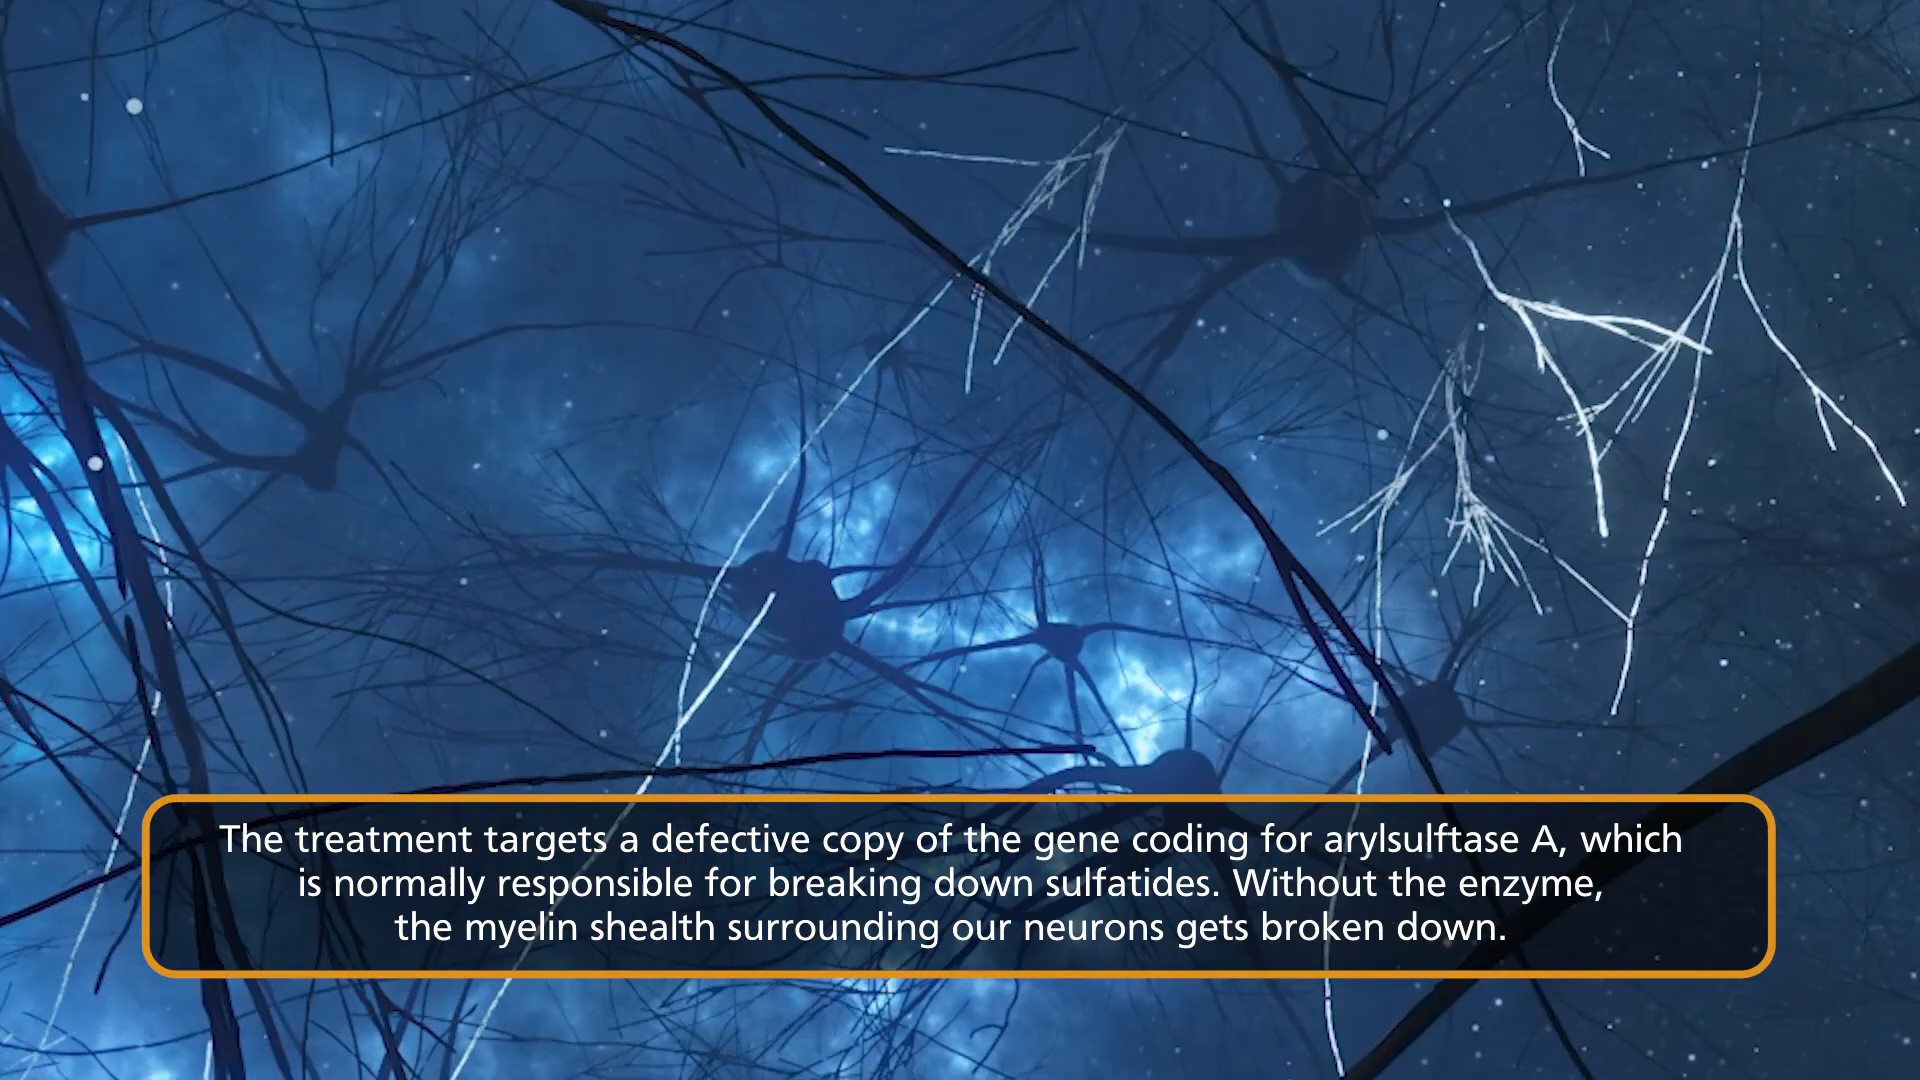 The treatment targets a defective copy of the gene coding for arylsulftase A, which
is normally responsible for breaking down sulfatides. Without the enzyme,
the myelin shealth surrounding our neurons gets broken down.